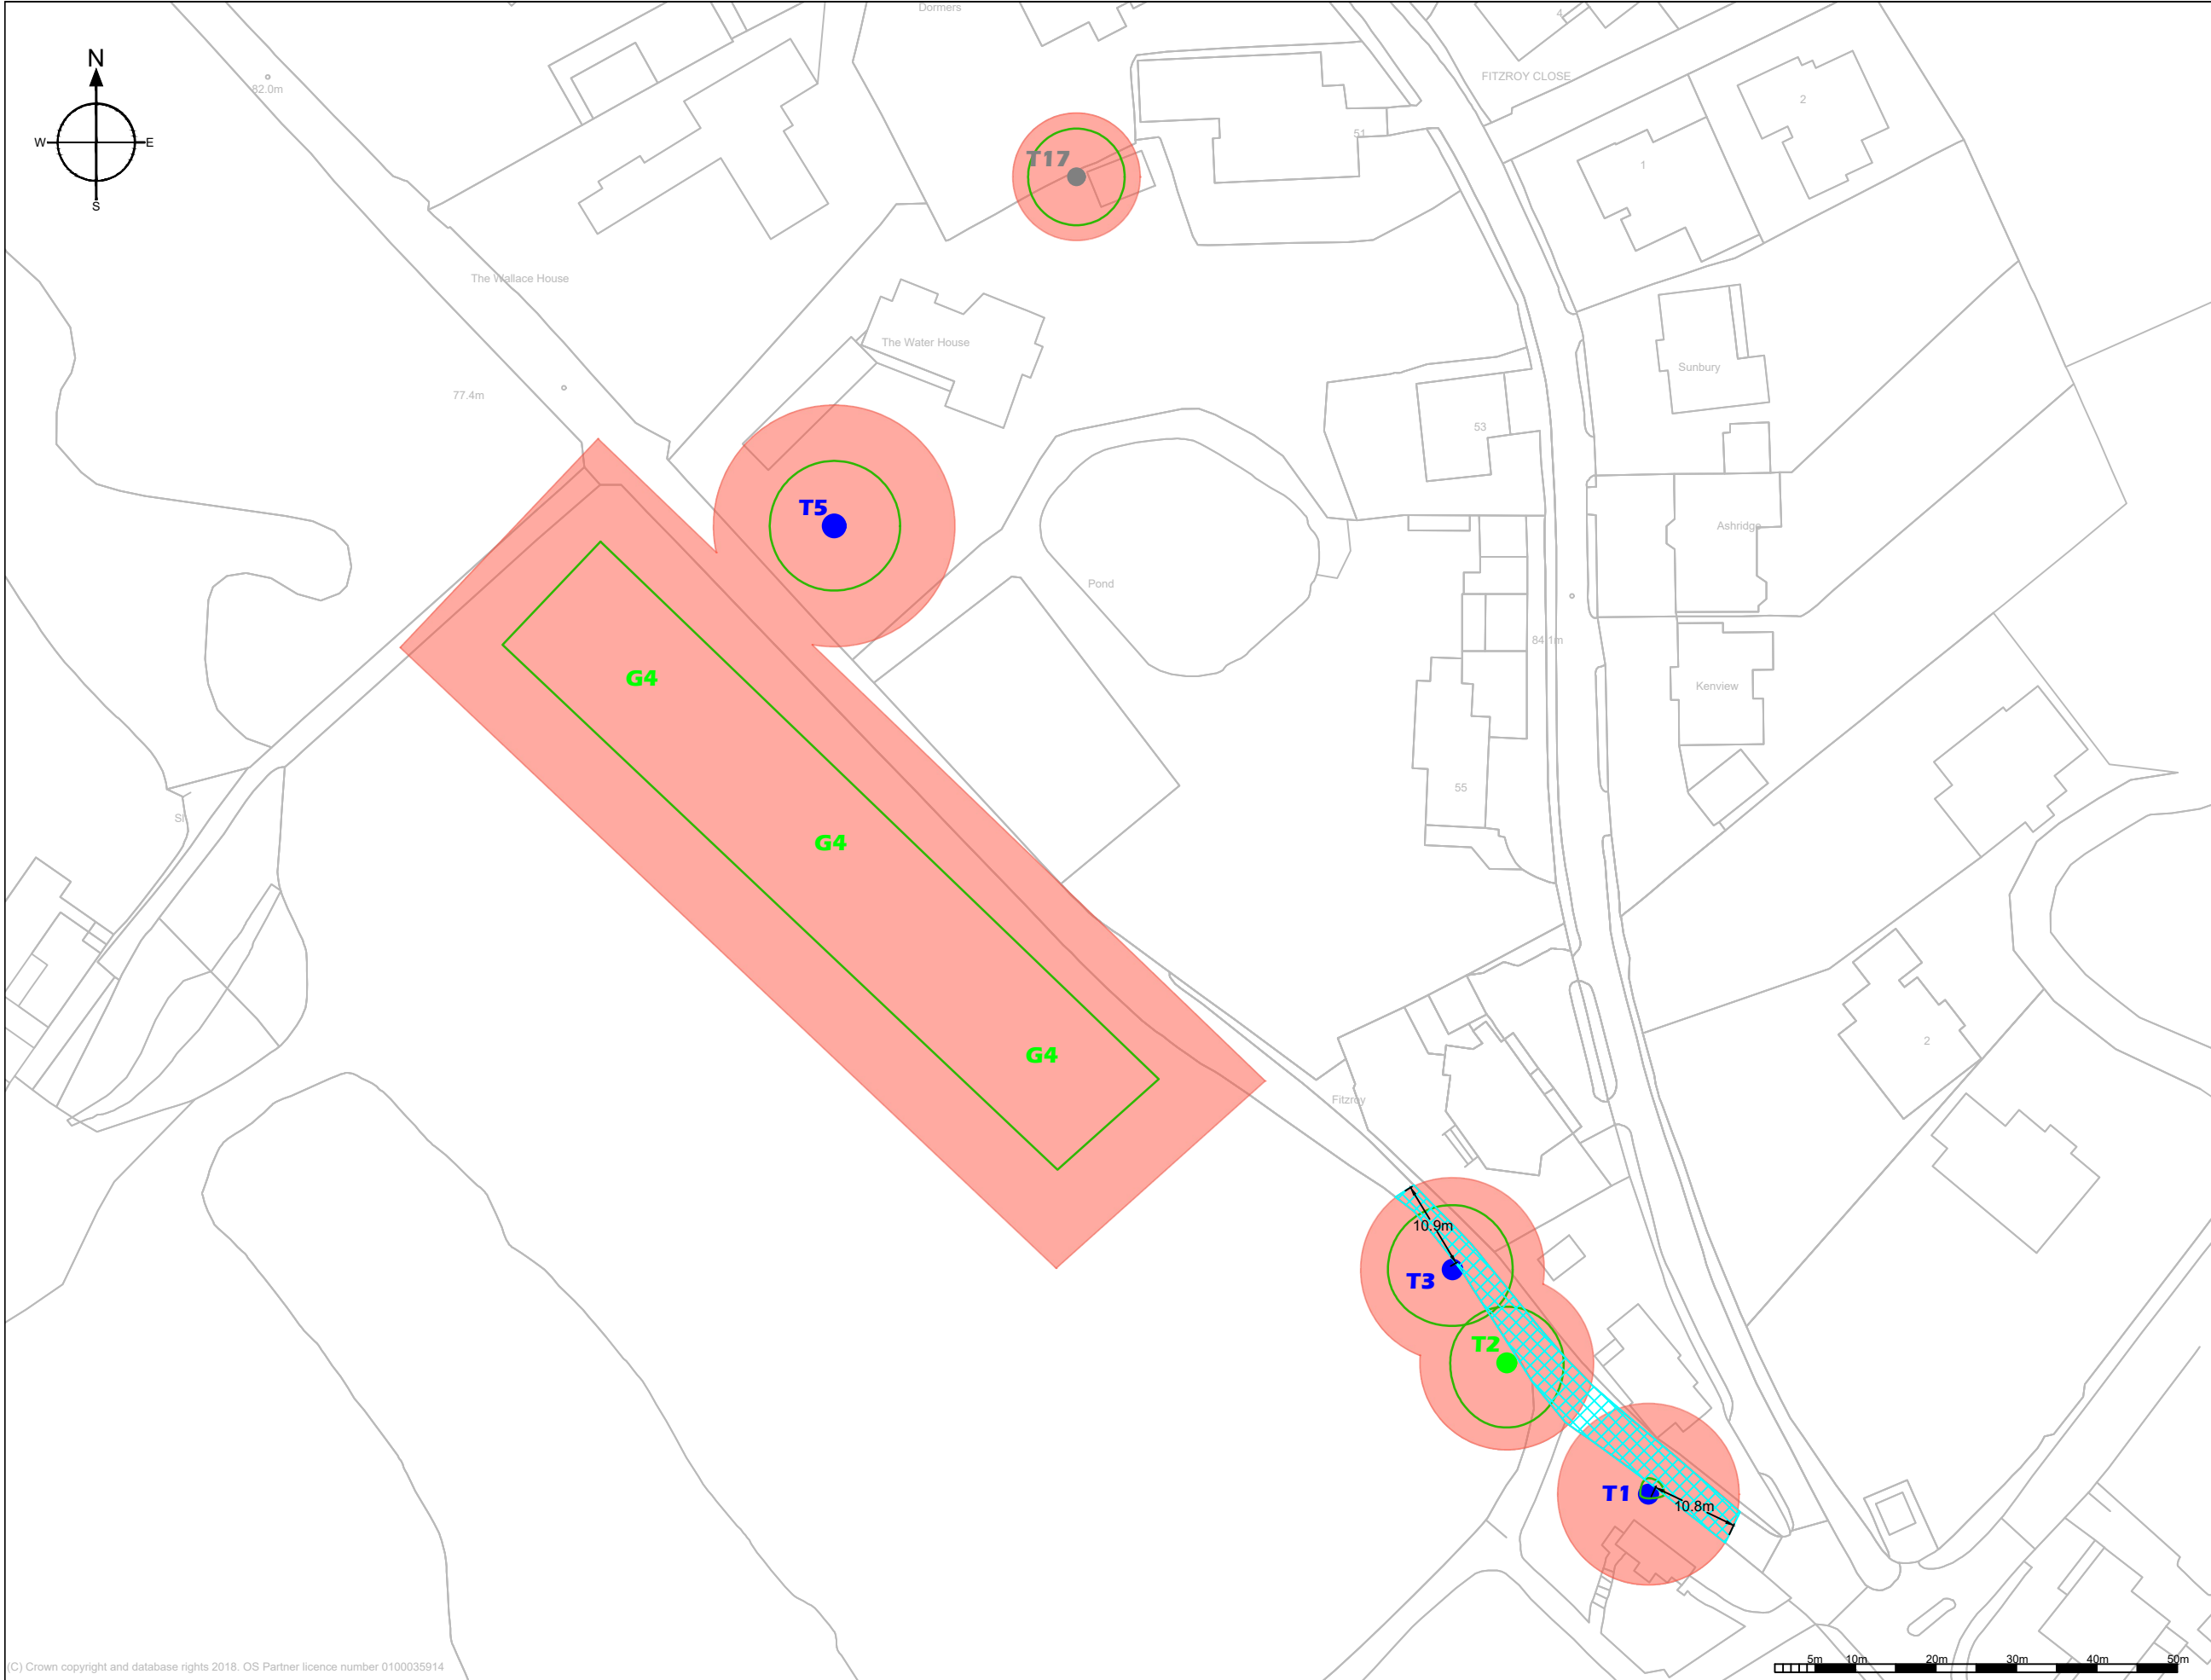 Dormers
4
N
FITZROY CLOSE
82.0m
2
51
W
E
T17
1
S
The Wallace House
The Water House
Sunbury
77.4m
53
T5
Ashridge
Pond
84.1m
G4
Kenview
55
Sl
G4
2
G4
Fitzroy
10.9m
T3
T2
T1
10.8m
5m 10m 20m 30m 40m 50m
(C) Crown copyright and database rights 2018. OS Partner licence number 0100035914